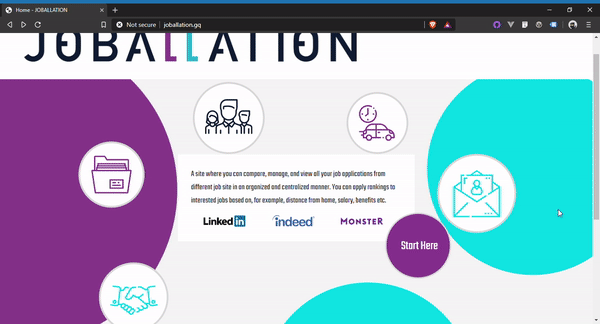 Home - JOBALLATION
Not secure | joballation.gq
JOBALLATION
A site where you can compare, manage, and view all your job applications from
different job site in an organized and centralized manner. You can apply rankings to
interested jobs based on, for example, distance from home, salary, benefits etc.
Linkedin indeed MONSTER
Start Here